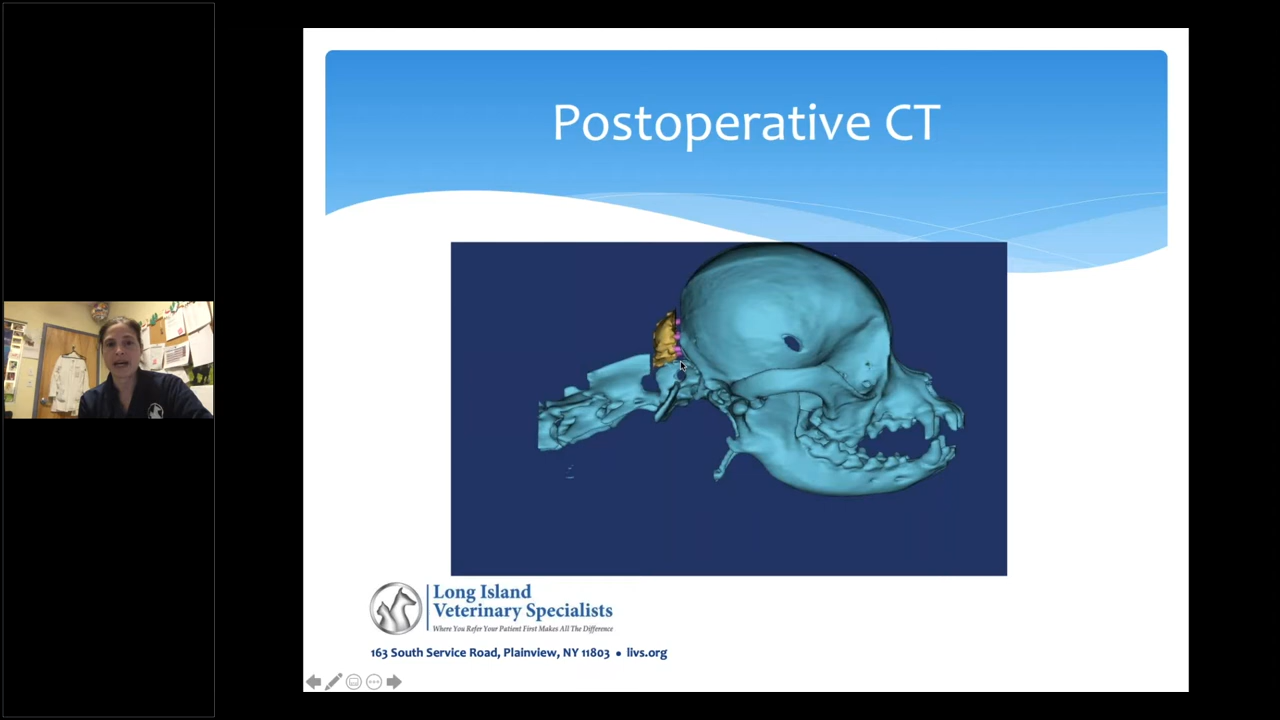 Postoperative CT
Long Island
Veterinary Specialists
Where You Refer Your Patient First Makes All The Difference
163 South Service Road, Plainview, NY 11803 • livs.org